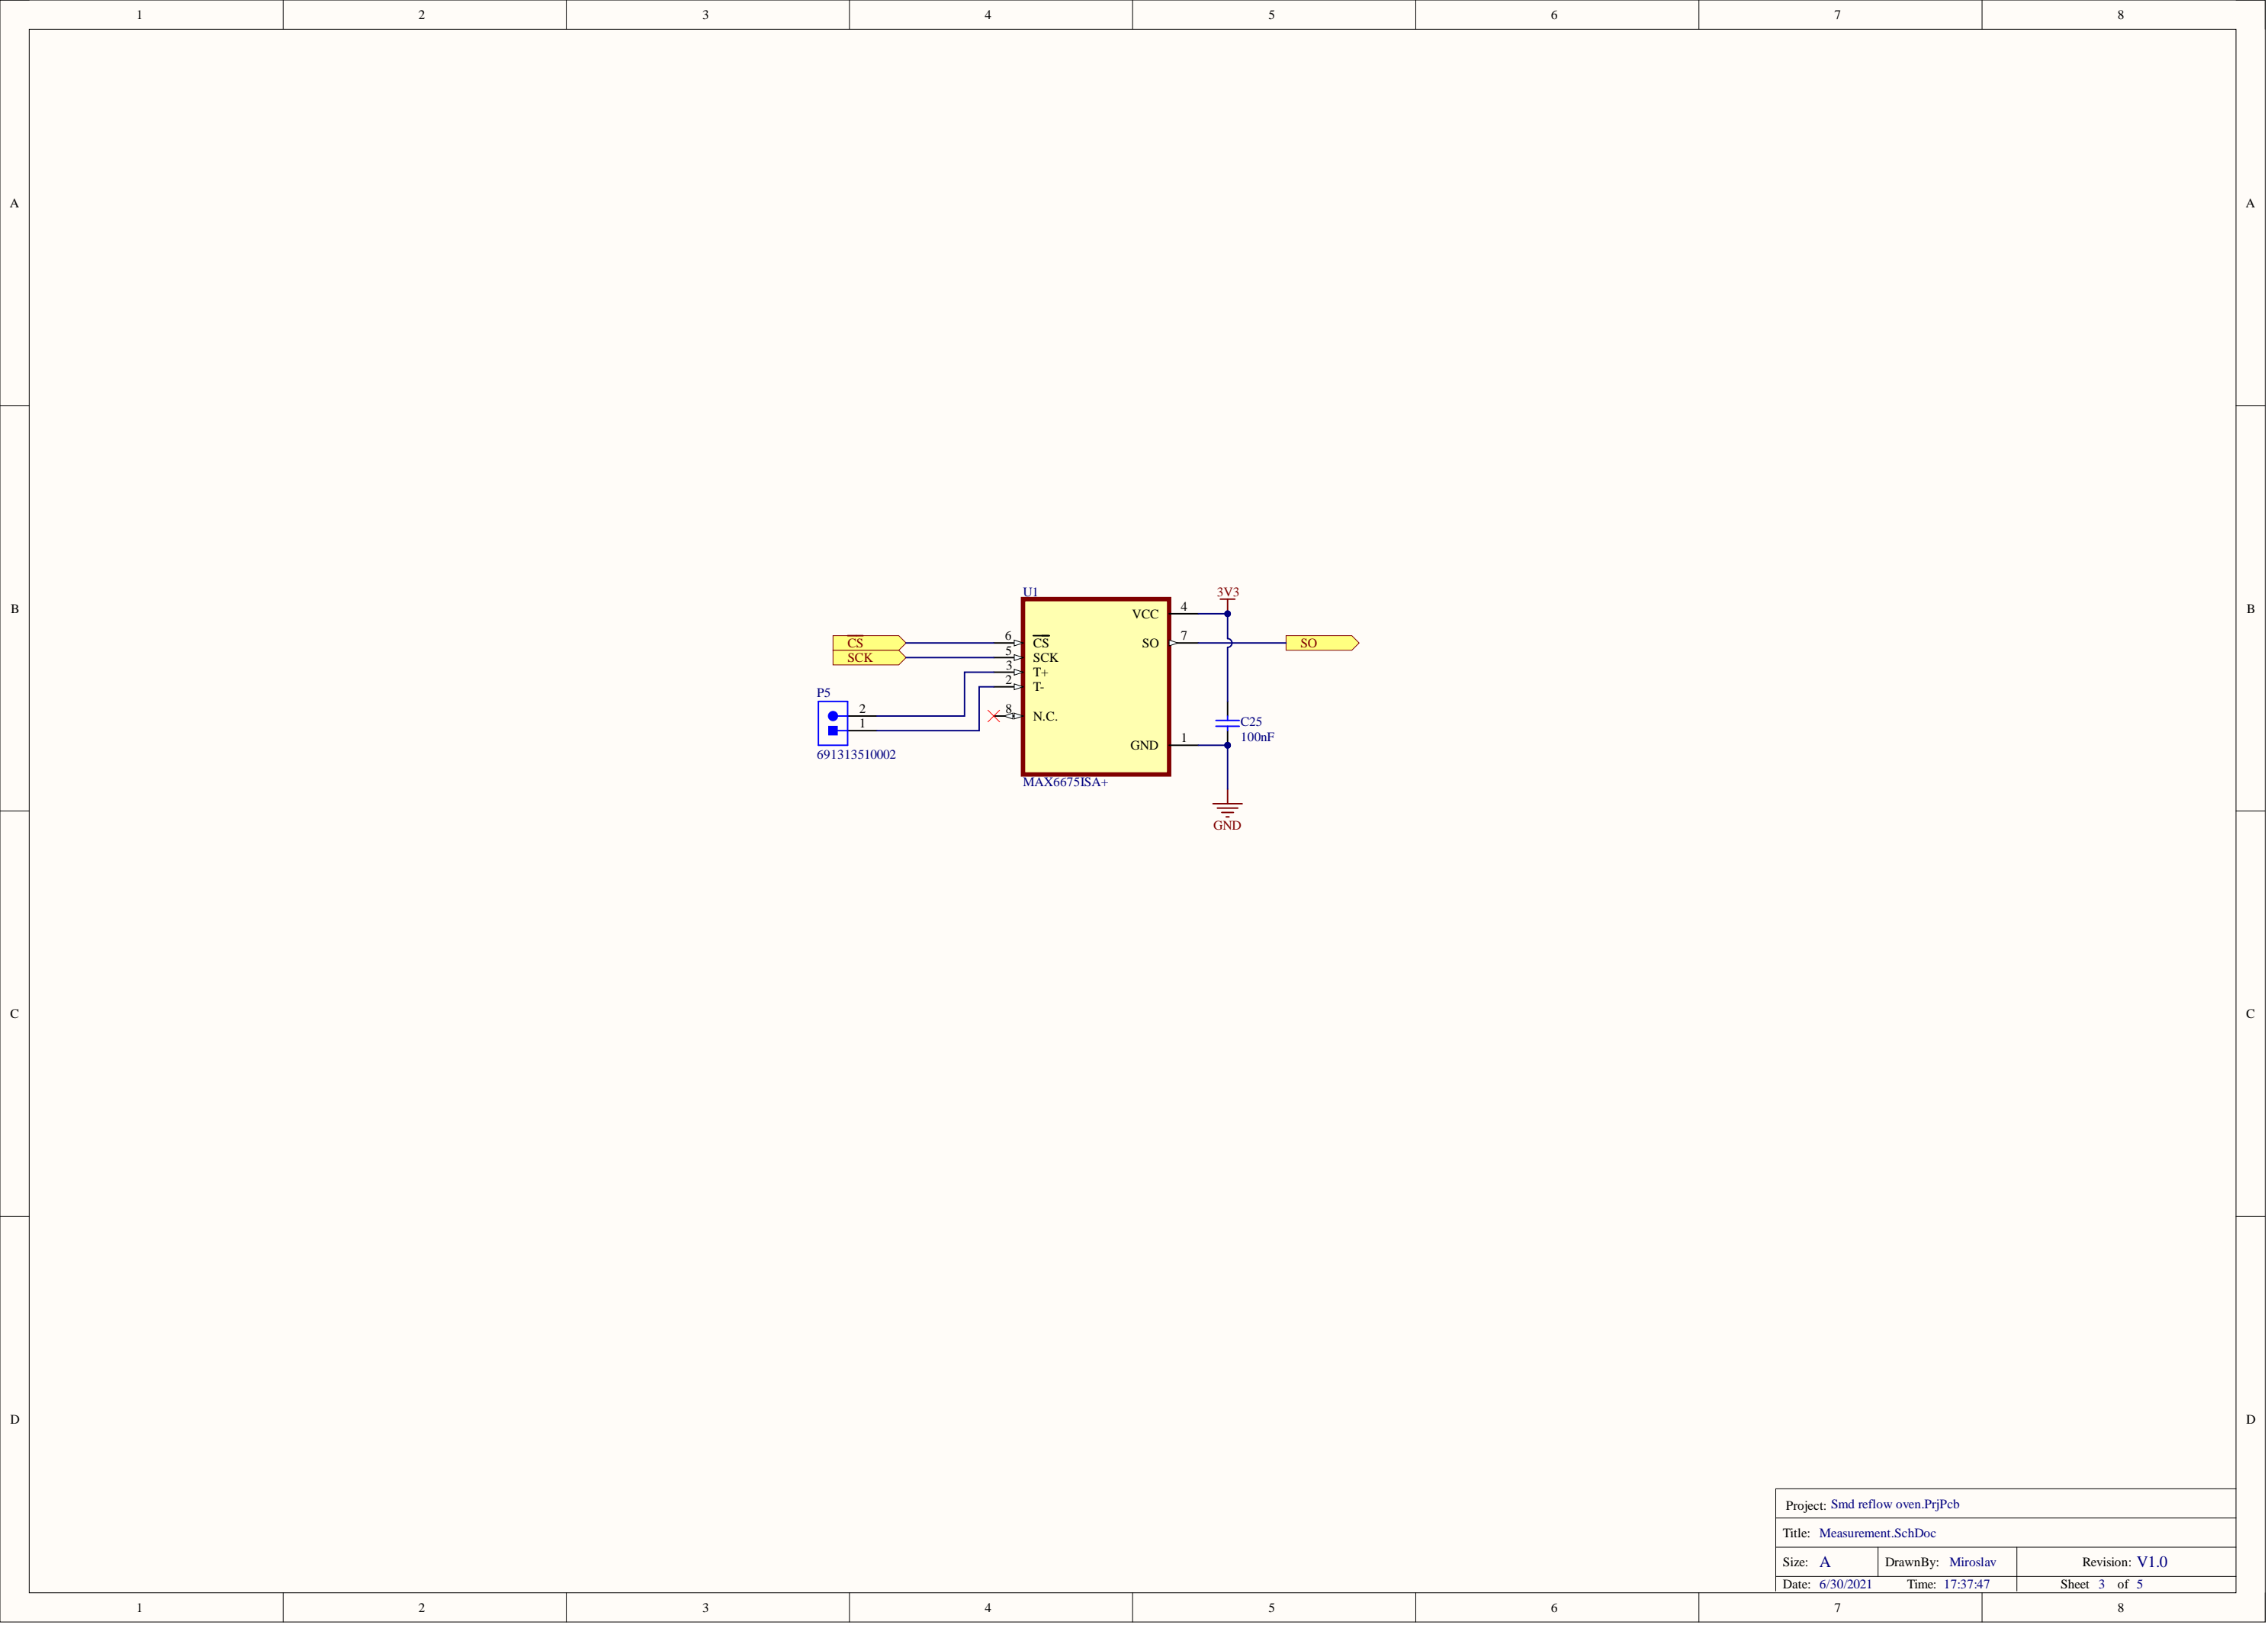 1 2 3 4 5 6 7 8
A A
U1 3V3
VCC 4
B B
CS 6 CS SO 7 SO
SCK 5 SCK
3 T+
2 T-
P5
2 8 N.C.
1
C25
100nF
GND 1
691313510002
MAX6675ISA+
GND
C C
D D
Project: Smd reflow oven.PrjPcb
Title: Measurement.SchDoc
Size: A DrawnBy: Miroslav Revision: V1.0
Date: 6/30/2021 Time: 17:37:47 Sheet 3 of 5
1 2 3 4 5 6 7 8